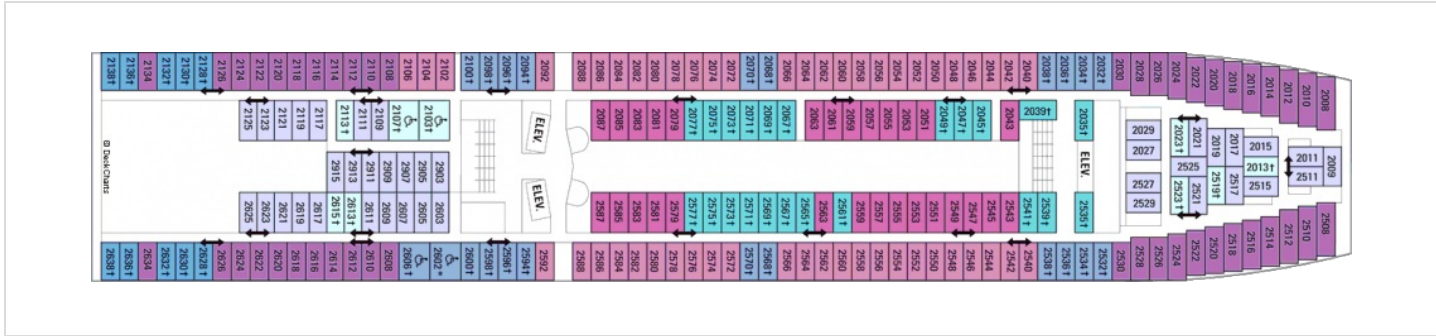 2138† 2136† 2134 2132† 2130† 2128† 2126 2124 2122 2120 2118 2116 2114 2112 2110 2108 2106 2104 2102 2100† 2098† 2096† 2094† 2092 2088 2086 2084 2082 2080 2078 2076 2074 2072 2070† 2068† 2066 2064 2062 2060 2058 2056 2054 2052 2050 2048 2046 2044 2042 2040 2038† 2036† 2034† 2032† 2030 2028 2026 2024 2022 2020 2018 2016 2014 2012 2010 2008
2125 2123 2121 2119 2117 2113† 2111 2109 2107† 2103† ELEV. 2087 2085 2083 2081 2079 2077† 2075† 2073† 2071† 2069† 2067† 2063 2061 2059 2057 2055 2053 2051 2049† 2047† 2045† 2043 2039† 2035† 2029 2023† 2021 2019 2017 2015
2027 2013† 2011 2009
© DeckCharts
2915 2913 2911 2909 2907 2905 2903 ELEV. ELEV. 2525 2511
2527 2523† 2521 2519† 2517 2515
2529
2625 2623 2621 2619 2617 2615† 2613† 2611 2609 2607 2605 2603 2587 2585 2583 2581 2579 2577† 2575† 2573† 2571† 2569† 2567† 2565† 2563 2561† 2559 2557 2555 2553 2551 2549 2547 2545 2543 2541† 2539† 2535†
2638† 2636† 2634 2632† 2630† 2628† 2626 2624 2622 2620 2618 2616 2614 2612 2610 2608 2606† 2602 2600† 2598† 2596† 2594† 2592 2588 2586 2584 2582 2580 2578 2576 2574 2572 2570† 2568† 2566 2564 2562 2560 2558 2556 2554 2552 2550 2548 2546 2544 2542 2540 2538† 2536† 2534† 2532† 2530 2528 2526 2524 2522 2520 2518 2516 2514 2512 2510 2508